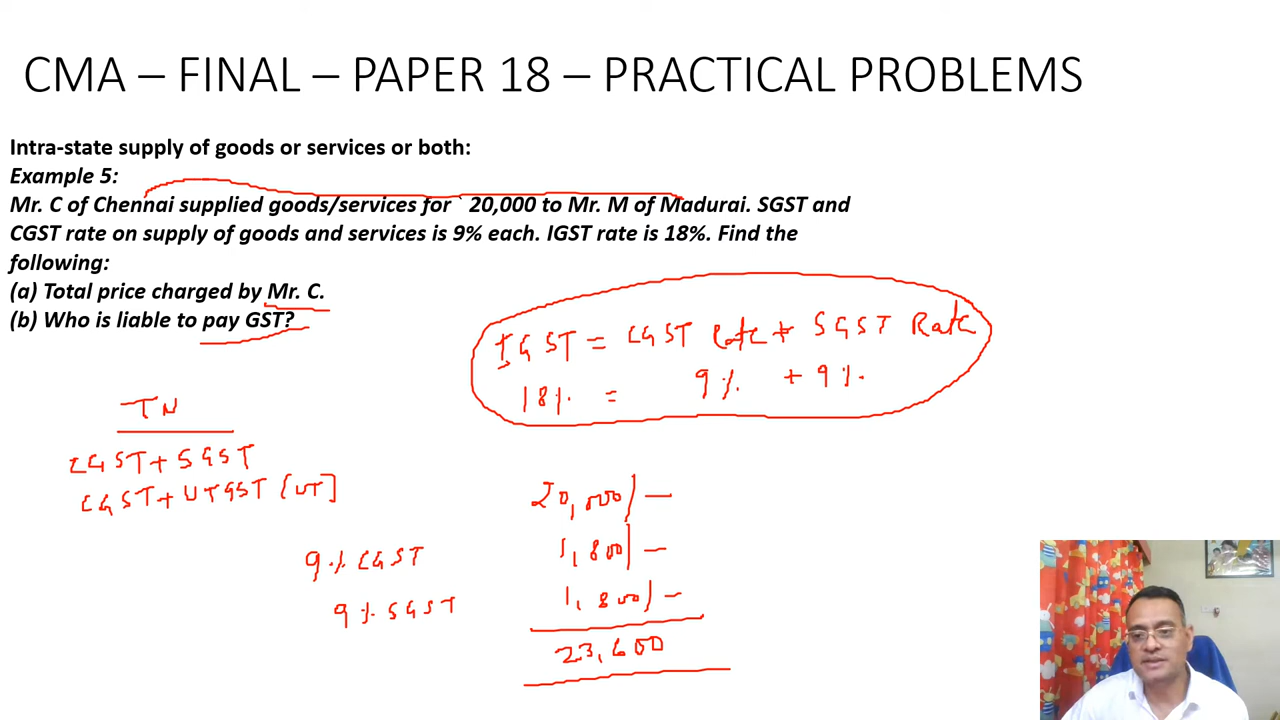 CMA – FINAL – PAPER 18 – PRACTICAL PROBLEMS
Intra-state supply of goods or services or both:
Example 5:
Mr. C of Chennai supplied goods/services for ` 20,000 to Mr. M of Madurai. SGST and
CGST rate on supply of goods and services is 9% each. IGST rate is 18%. Find the
following:
(a) Total price charged by Mr. C.
(b) Who is liable to pay GST?
IGST = CGST Rate + SGST Rate
18% = 9% + 9%
TN
CGST + SGST
CGST + UTGST [UT]
20,000/-
9% CGST 1,800/-
9% SGST 1,800/-
23,600